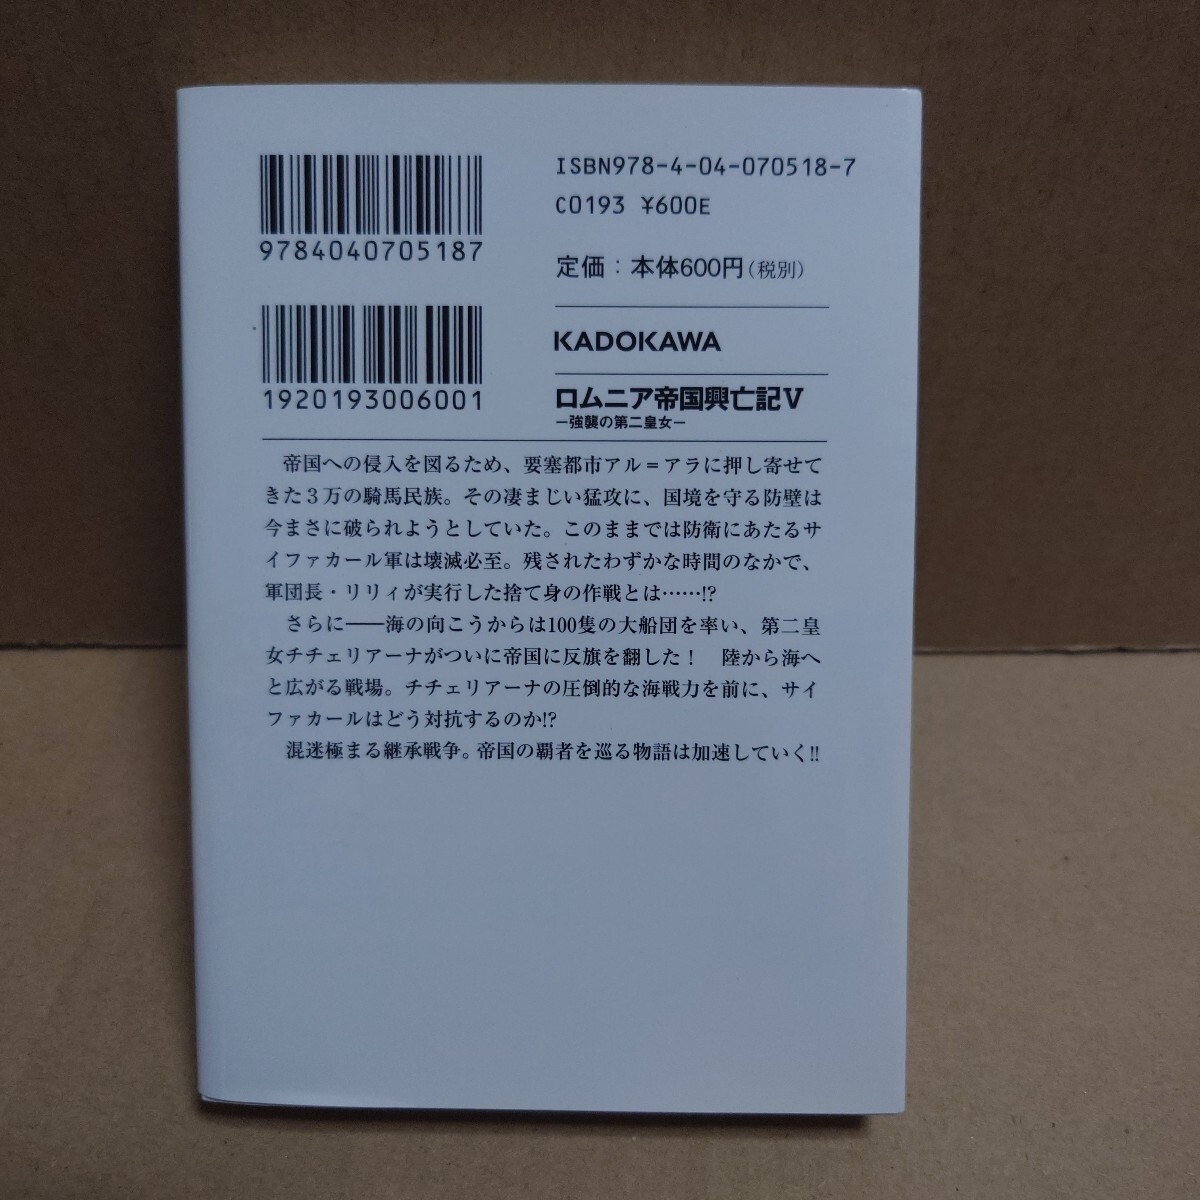 ISBN978-4-04-070518-7
C0193 ¥600E
9784040705187
定価：本体600円（税別）
KADOKAWA
1920193006001
ロムニア帝国興亡記Ⅴ
－強襲の第二皇女－
帝国への侵入を図るため、要塞都市アル＝アラに押し寄せて
きた３万の騎馬民族。その凄まじい猛攻に、国境を守る防壁は
今まさに破られようとしていた。このままでは防衛にあたるサ
イファカール軍は壊滅必至。残されたわずかな時間のなかで、
軍団長・リリィが実行した捨て身の作戦とは……!?
さらに――海の向こうからは100隻の大船団を率い、第二皇
女チチェリアーナがついに帝国に反旗を翻した！　陸から海へ
と広がる戦場。チチェリアーナの圧倒的な海戦力を前に、サイ
ファカールはどう対抗するのか!?
混迷極まる継承戦争。帝国の覇者を巡る物語は加速していく!!